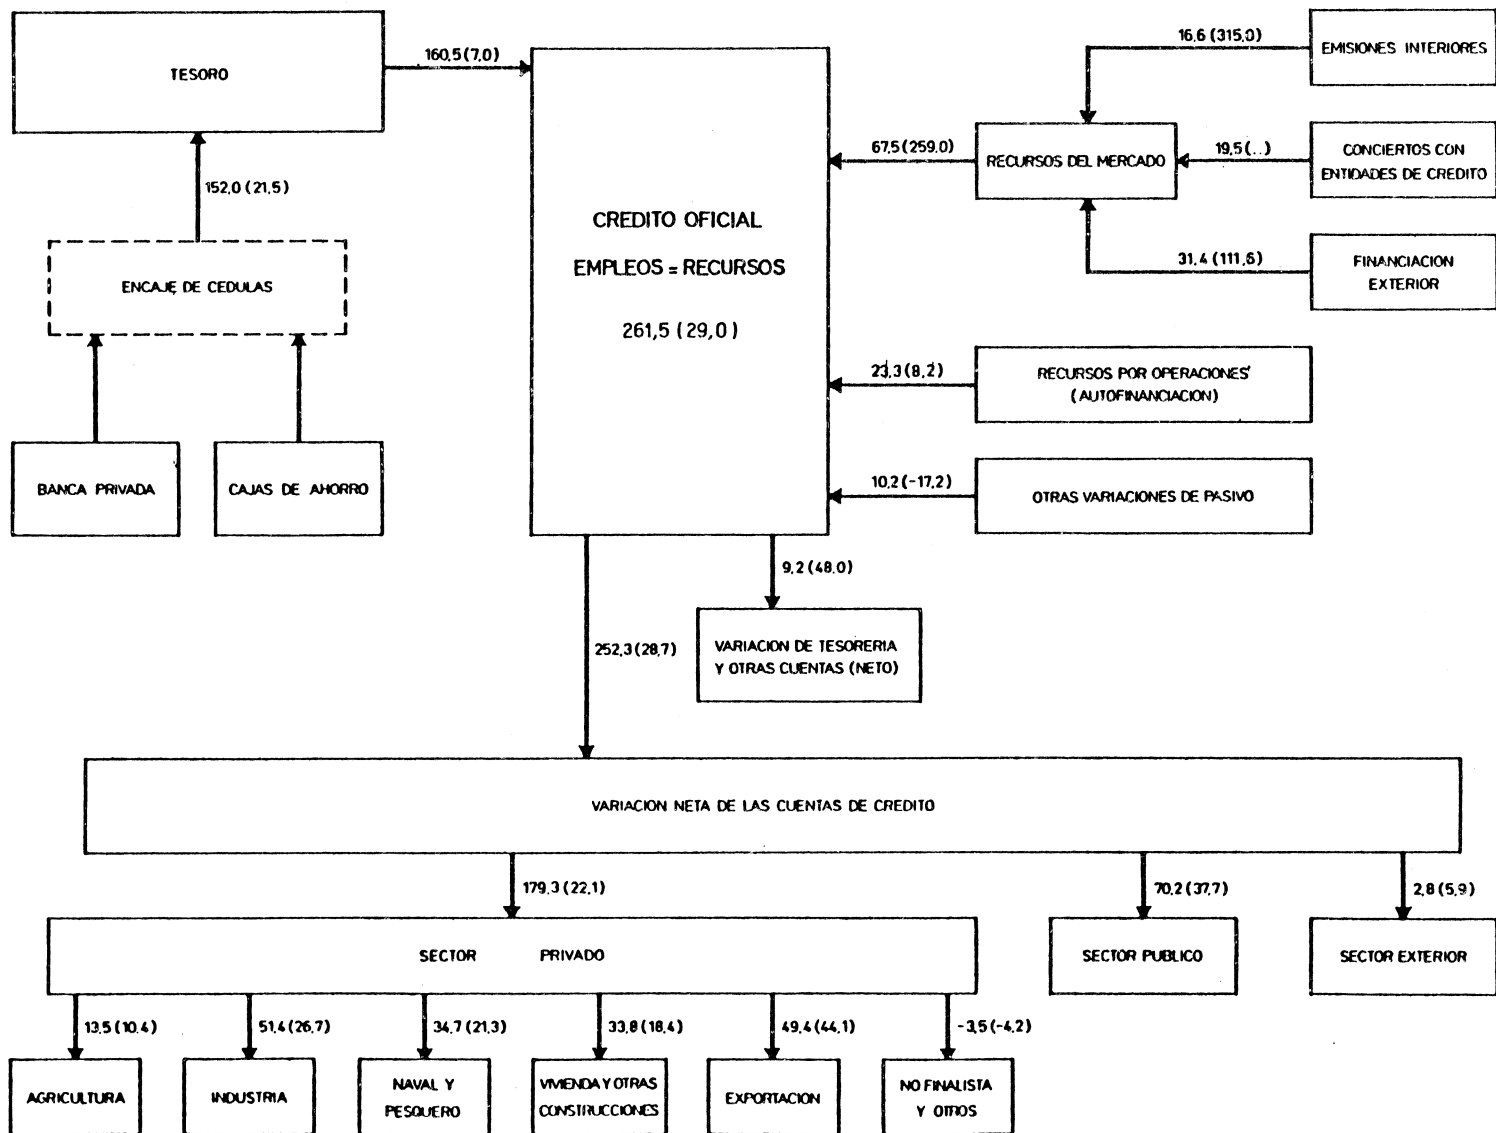 TESORO
160,5 (7,0)
152,0 (21,5)
ENCAJE DE CEDULAS
BANCA PRIVADA
CAJAS DE AHORRO
CREDITO OFICIAL
EMPLEOS = RECURSOS
261,5 (29,0)
16,6 (315,0)
EMISIONES INTERIORES
67,5 (259,0)
RECURSOS DEL MERCADO
19,5 (..)
CONCIERTOS CON
ENTIDADES DE CREDITO
31,4 (111,6)
FINANCIACION
EXTERIOR
23,3 (8,2)
RECURSOS POR OPERACIONES
(AUTOFINANCIACION)
10,2 (-17,2)
OTRAS VARIACIONES DE PASIVO
9,2 (48,0)
VARIACION DE TESORERIA
Y OTRAS CUENTAS (NETO)
252,3 (28,7)
VARIACION NETA DE LAS CUENTAS DE CREDITO
179,3 (22,1)
70,2 (37,7)
2,8 (5,9)
SECTOR PRIVADO
SECTOR PUBLICO
SECTOR EXTERIOR
13,5 (10,4)
51,4 (26,7)
34,7 (21,3)
33,8 (18,4)
49,4 (44,1)
-3,5 (-4,2)
AGRICULTURA
INDUSTRIA
NAVAL Y
PESQUERO
VIVIENDA Y OTRAS
CONSTRUCCIONES
EXPORTACION
NO FINALISTA
Y OTROS